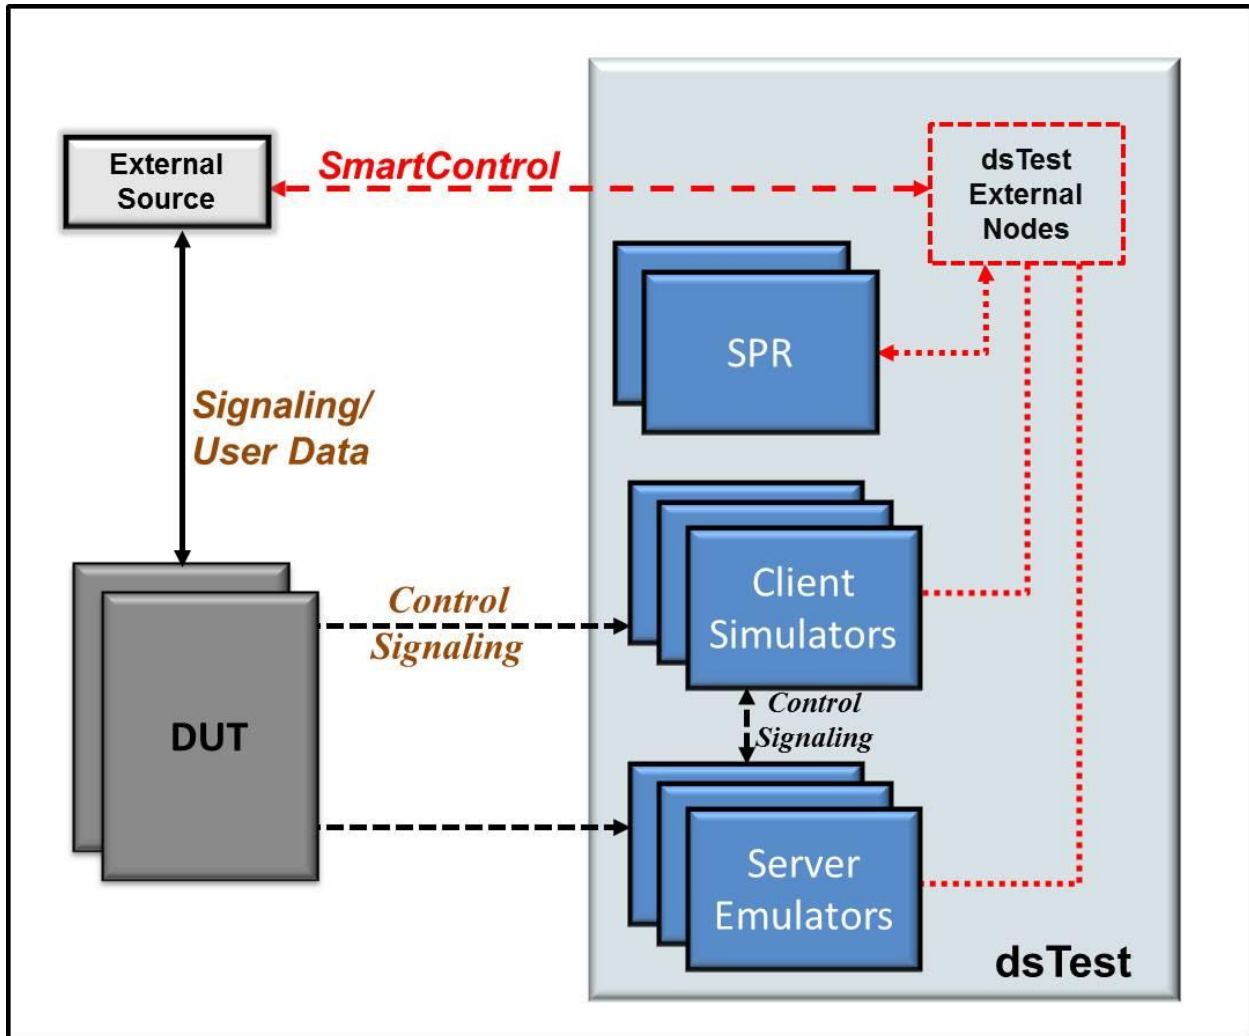 External
Source
SmartControl
dsTest
External
Nodes
SPR
Signaling/
User Data
Control
Signaling
Client
Simulators
Control
Signaling
DUT
Server
Emulators
dsTest